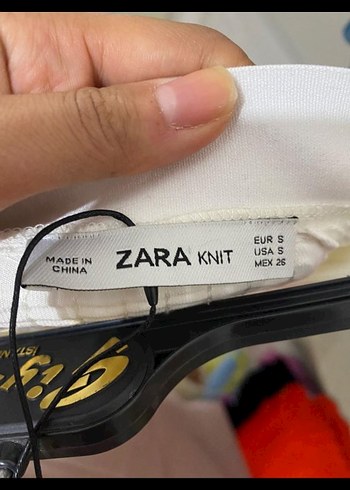 MADE IN
CHINA
ZARA KNIT
EUR S
USA S
MEX 26